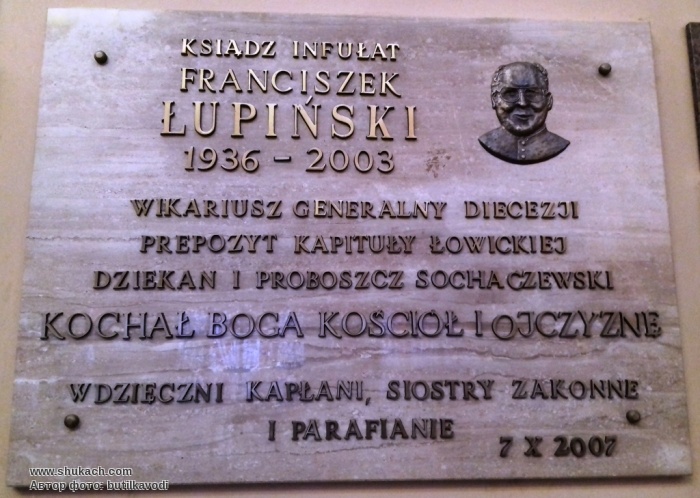 KSIĄDZ INFUŁAT
FRANCISZEK
ŁUPIŃSKI
1936 - 2003
WIKARIUSZ GENERALNY DIECEZJI
PREPOZYT KAPITUŁY ŁOWICKIEJ
DZIEKAN I PROBOSZCZ SOCHACZEWSKI
KOCHAŁ BOGA KOŚCIÓŁ I OJCZYZNĘ
WDZIĘCZNI KAPŁANI, SIOSTRY ZAKONNE
I PARAFIANIE
7 X 2007
www.shukach.com
Автор фото: butilkavodi